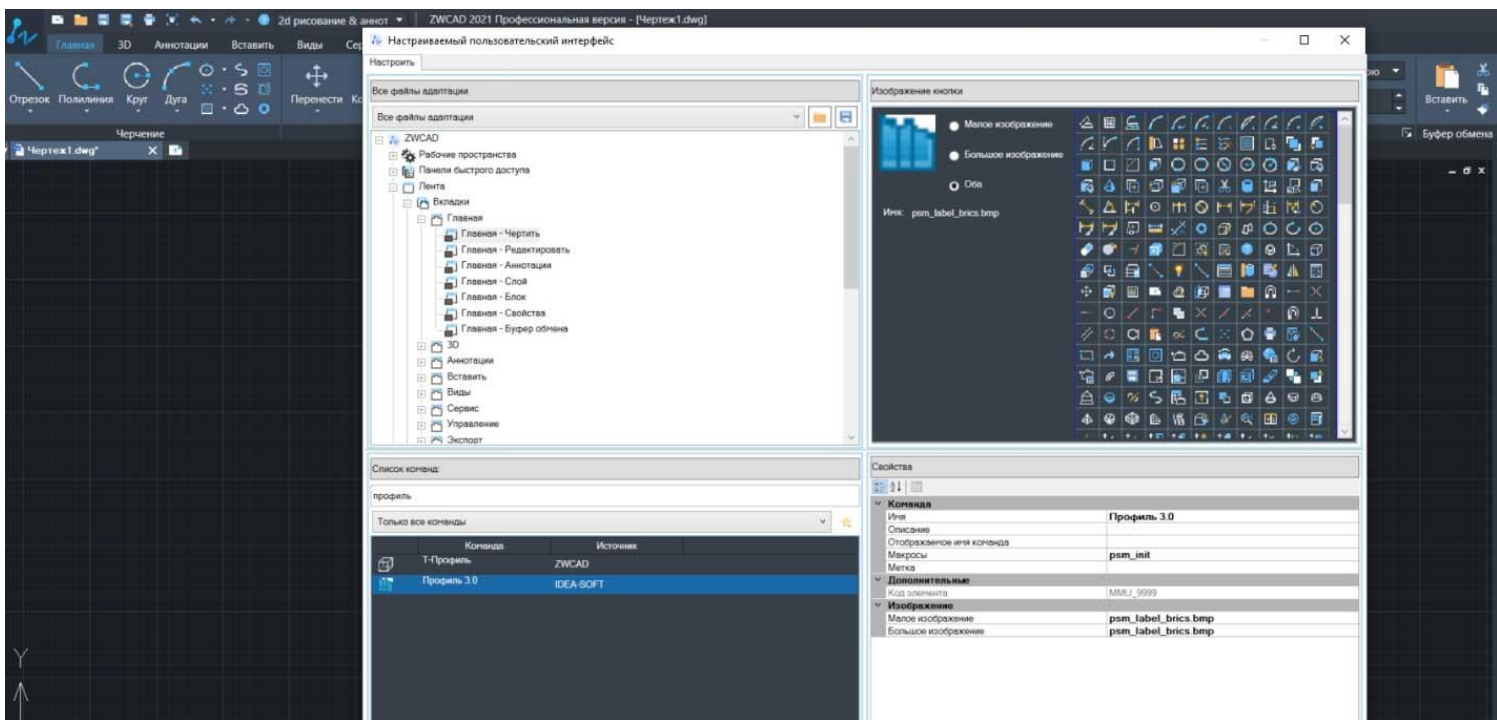 2d рисование & аннот
ZWCAD 2021 Профессиональная версия - [Чертеж1.dwg]
Главная
3D
Аннотации
Вставить
Виды
Сер
Отрезок
Полилиния
Круг
Дуга
Перенести
Черчение
Чертеж1.dwg*
Вставить
Буфер обмена
Настраиваемый пользовательский интерфейс
Настроить
Все файлы адаптации
Все файлы адаптации
ZWCAD
Рабочие пространства
Панели быстрого доступа
Лента
Вкладки
Главная
Главная - Чертить
Главная - Редактировать
Главная - Аннотации
Главная - Слой
Главная - Блок
Главная - Свойства
Главная - Буфер обмена
3D
Аннотации
Вставить
Виды
Сервис
Управление
Экспорт
Изображение кнопки
Малое изображение
Большое изображение
Оба
Имя: psm_label_brics.bmp
Список команд:
профиль
Только все команды
Команда Источник
Т-Профиль ZWCAD
Профиль 3.0 IDEA-SOFT
Свойства
Команда
Имя Профиль 3.0
Описание
Отображаемое имя команда
Макросы psm_init
Метка
Дополнительные
Код элемента MMU_9999
Изображение
Малое изображение psm_label_brics.bmp
Большое изображение psm_label_brics.bmp
Y